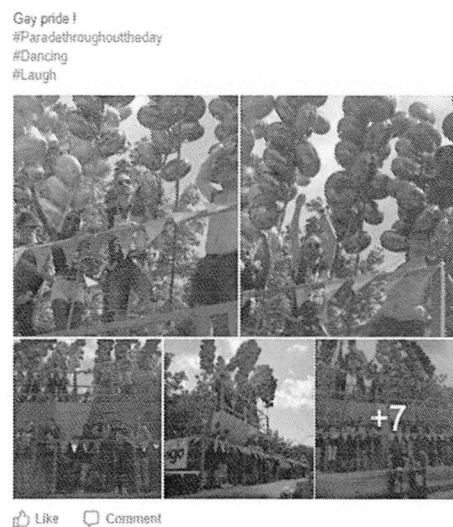 Gay pride !
#Paradethroughouttheday
#Dancing
#Laugh
+7
Like Comment